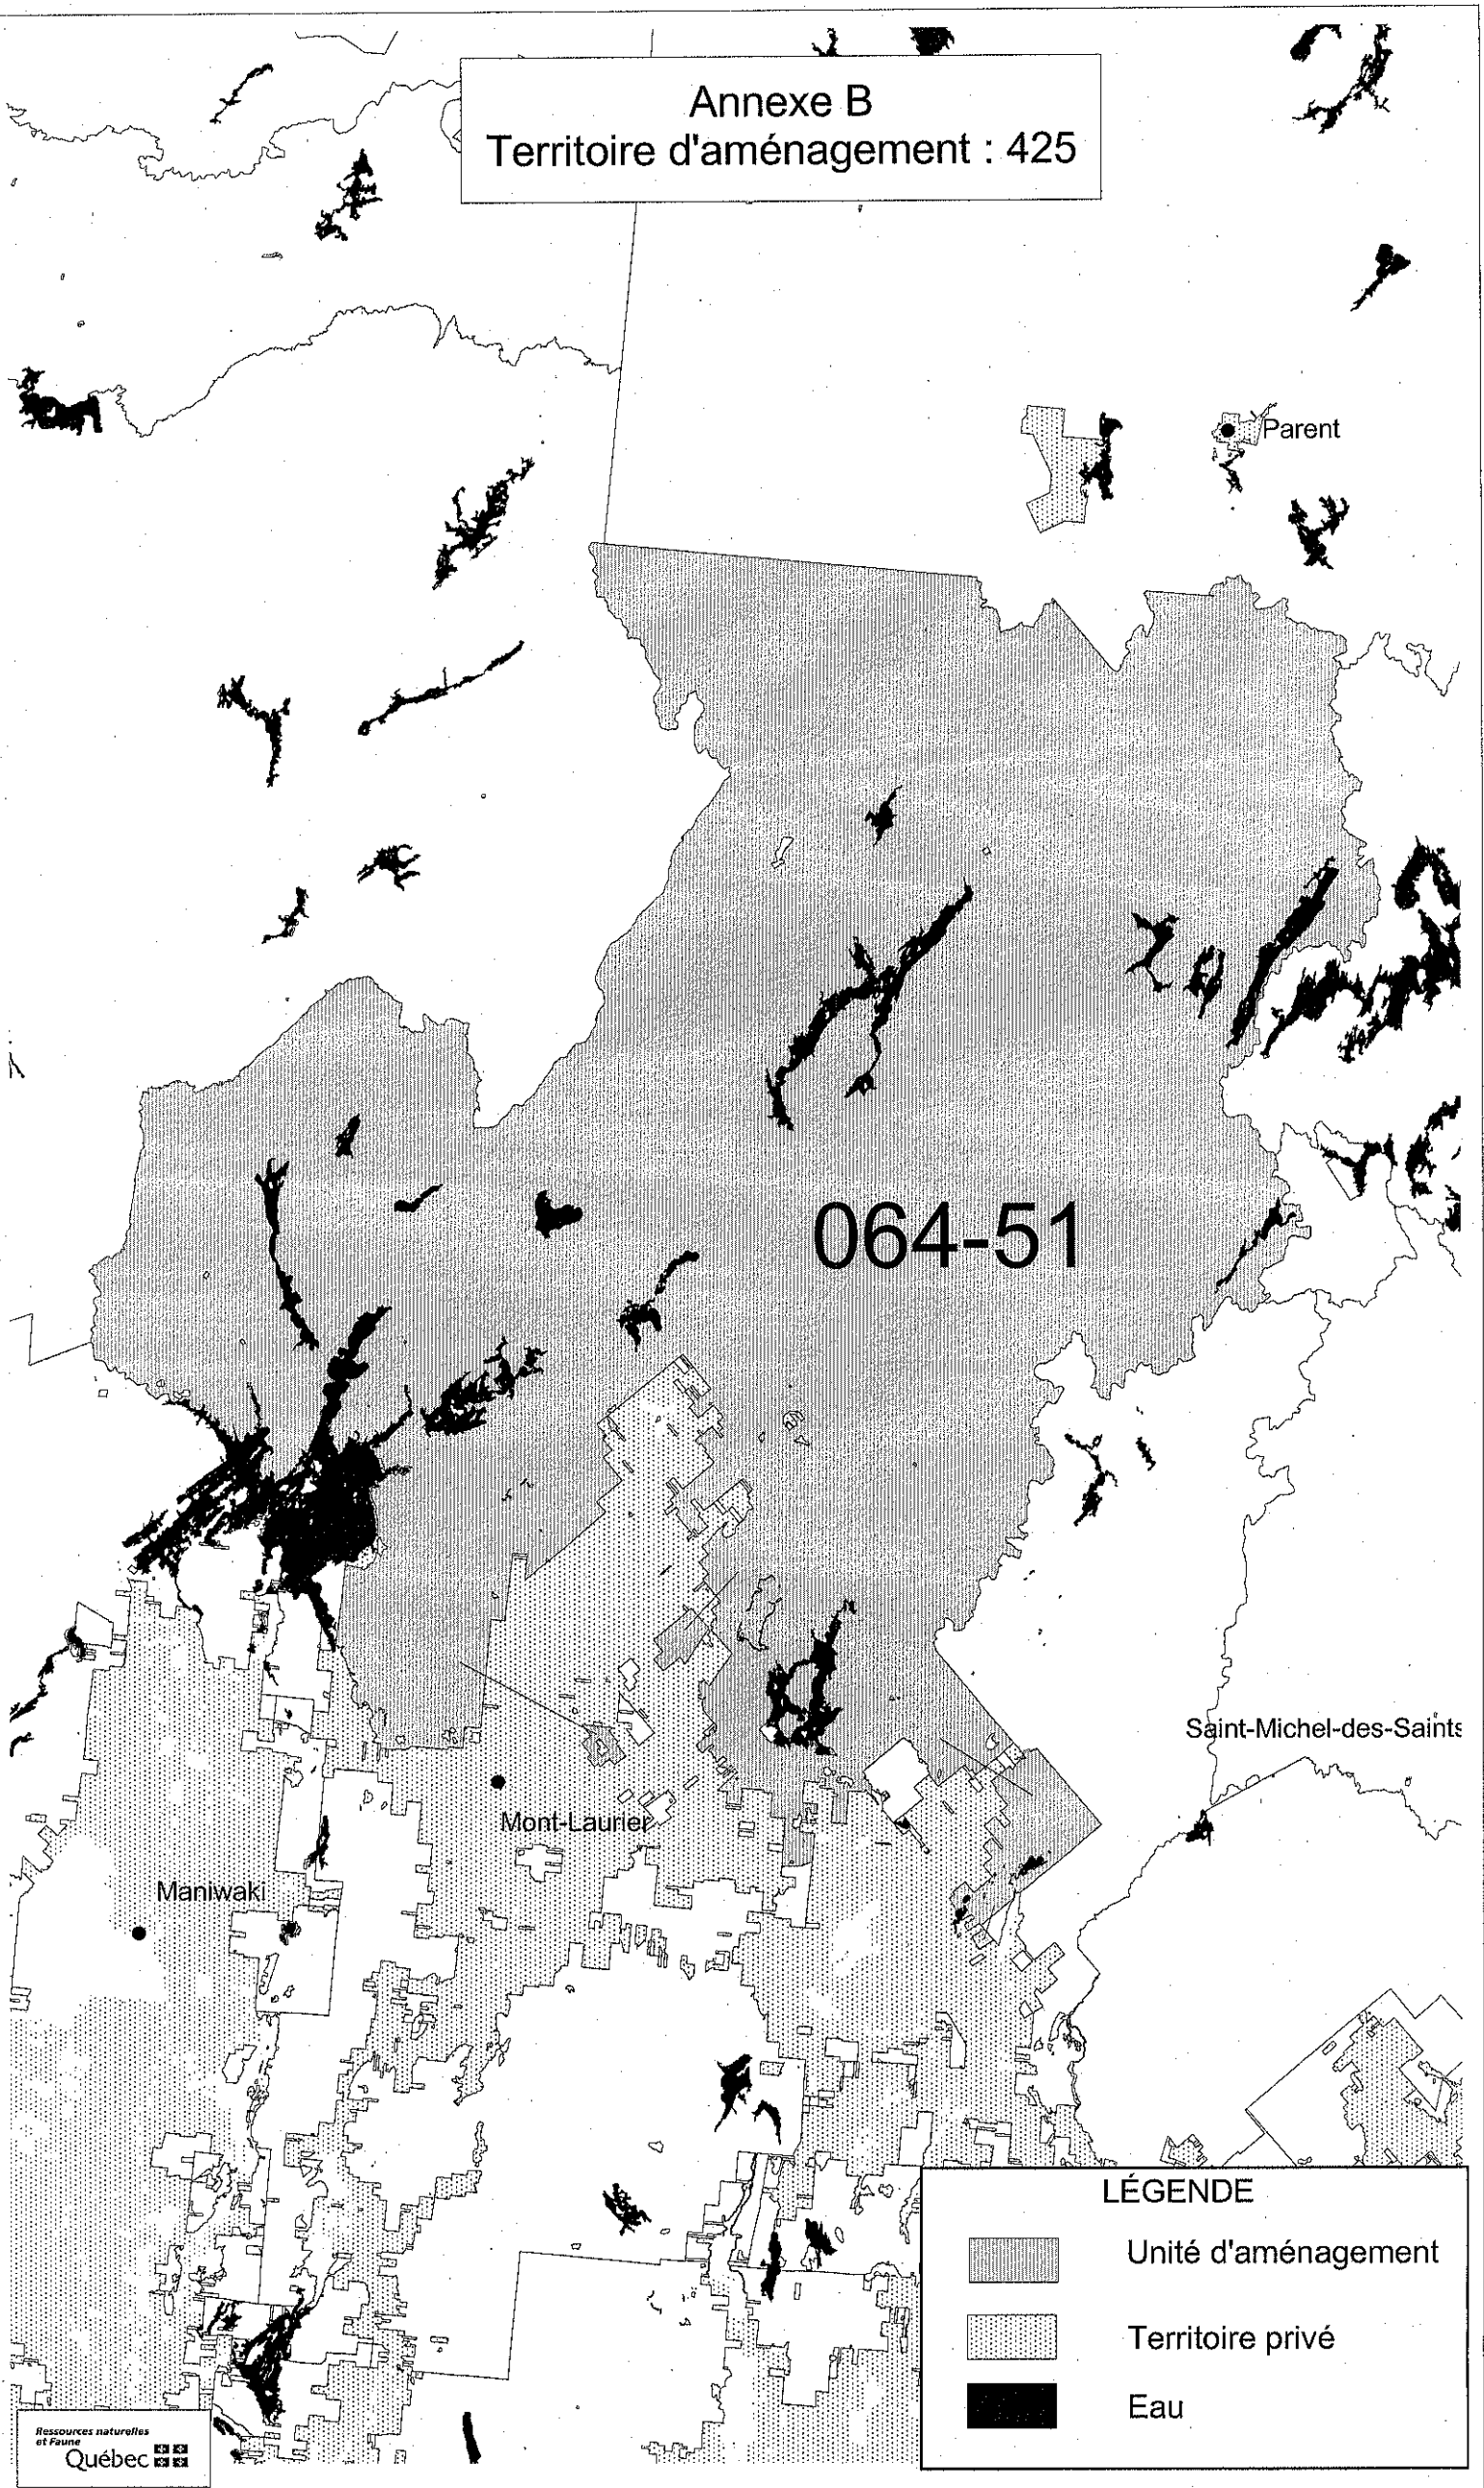 Annexe B
Territoire d'aménagement : 425
Parent
064-51
Saint-Michel-des-Saints
Mont-Laurier
Maniwaki
LÉGENDE
Unité d'aménagement
Territoire privé
Eau
Ressources naturelles
et Faune
Québec